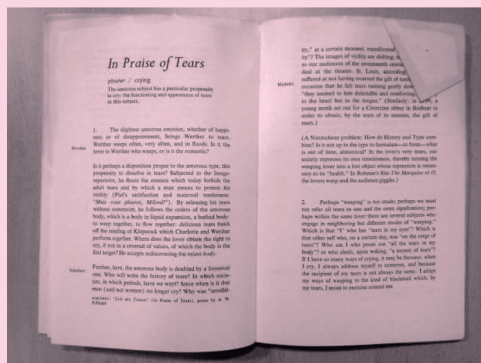 In Praise of Tears
pleurer / crying
The amorous subject has a particular propensity
to cry: the functioning and appearance of tears
in this subject.
1. The slightest amorous emotion, whether of happi-
ness or of disappointment, brings Werther to tears.
Werther
Werther weeps often, very often, and in floods. Is it the
lover in Werther who weeps, or is it the romantic?
Is it perhaps a disposition proper to the amorous type, this
propensity to dissolve in tears? Subjected to the Image-
repertoire, he flouts the censure which today forbids the
adult tears and by which a man means to protest his
virility (Piaf's satisfaction and maternal tenderness:
"Mais vous pleurez, Milord!"). By releasing his tears
without constraint, he follows the orders of the amorous
body, which is a body in liquid expansion, a bathed body:
to weep together, to flow together: delicious tears finish
off the reading of Klopstock which Charlotte and Werther
perform together. Where does the lover obtain the right to
cry, if not in a reversal of values, of which the body is the
first target? He accepts rediscovering the infant body.
Schubert
Further, here, the amorous body is doubled by a historical
one. Who will write the history of tears? In which socie-
ties, in which periods, have we wept? Since when is it that
men (and not women) no longer cry? Why was "sensibil-
SCHUBERT: "Lob der Tränen" (In Praise of Tears), poem by A. W.
Schlegel.
ity," at a certain moment, transformed
ity"? The images of virility are shifting;
as our audiences of the seventeenth
deal at the theater. St. Louis, according
Michelet
suffered at not having received the gift of tears
occasion that he felt tears running gently down
"they seemed to him delectable and comforting,
to the heart but to the tongue." (Similarly: in
young monk set out for a Cistercian abbey in Brabant in
order to obtain, by the tears of its inmates, the gift of
tears.)
(A Nietzschean problem: How do History and Type com-
bine? Is it not up to the type to formulate—to form—what
is out of time, ahistorical? In the lover's very tears, our
society represses its own timelessness, thereby turning the
weeping lover into a lost object whose repression is neces-
sary to its "health." In Rohmer's film The Marquise of O,
the lovers weep and the audience giggles.)
2. Perhaps "weeping" is too crude; perhaps we must
not refer all tears to one and the same signification; per-
haps within the same lover there are several subjects who
engage in neighboring but different modes of "weeping."
Which is that "I" who has "tears in my eyes"? Which is
that other self who, on a certain day, was "on the verge of
tears"? Who am I who pours out "all the tears in my
body"? or who sheds, upon waking, "a torrent of tears"?
If I have so many ways of crying, it may be because, when
I cry, I always address myself to someone, and because
the recipient of my tears is not always the same: I adapt
my ways of weeping to the kind of blackmail which, by
my tears, I mean to exercise around me.